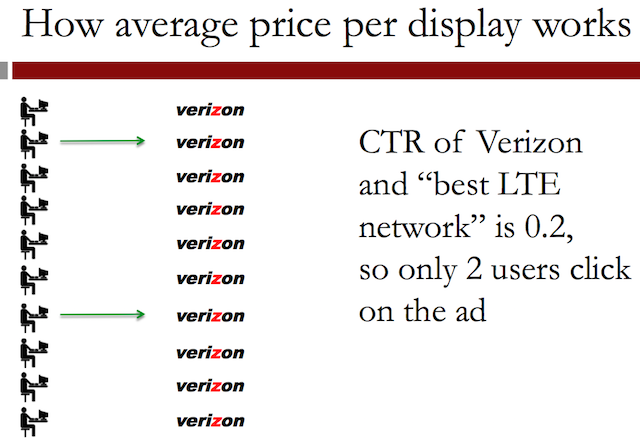 How average price per display works
verizon
verizon
CTR of Verizon
and “best LTE
network” is 0.2,
so only 2 users click
on the ad
verizon
verizon
verizon
verizon
verizon
verizon
verizon
verizon